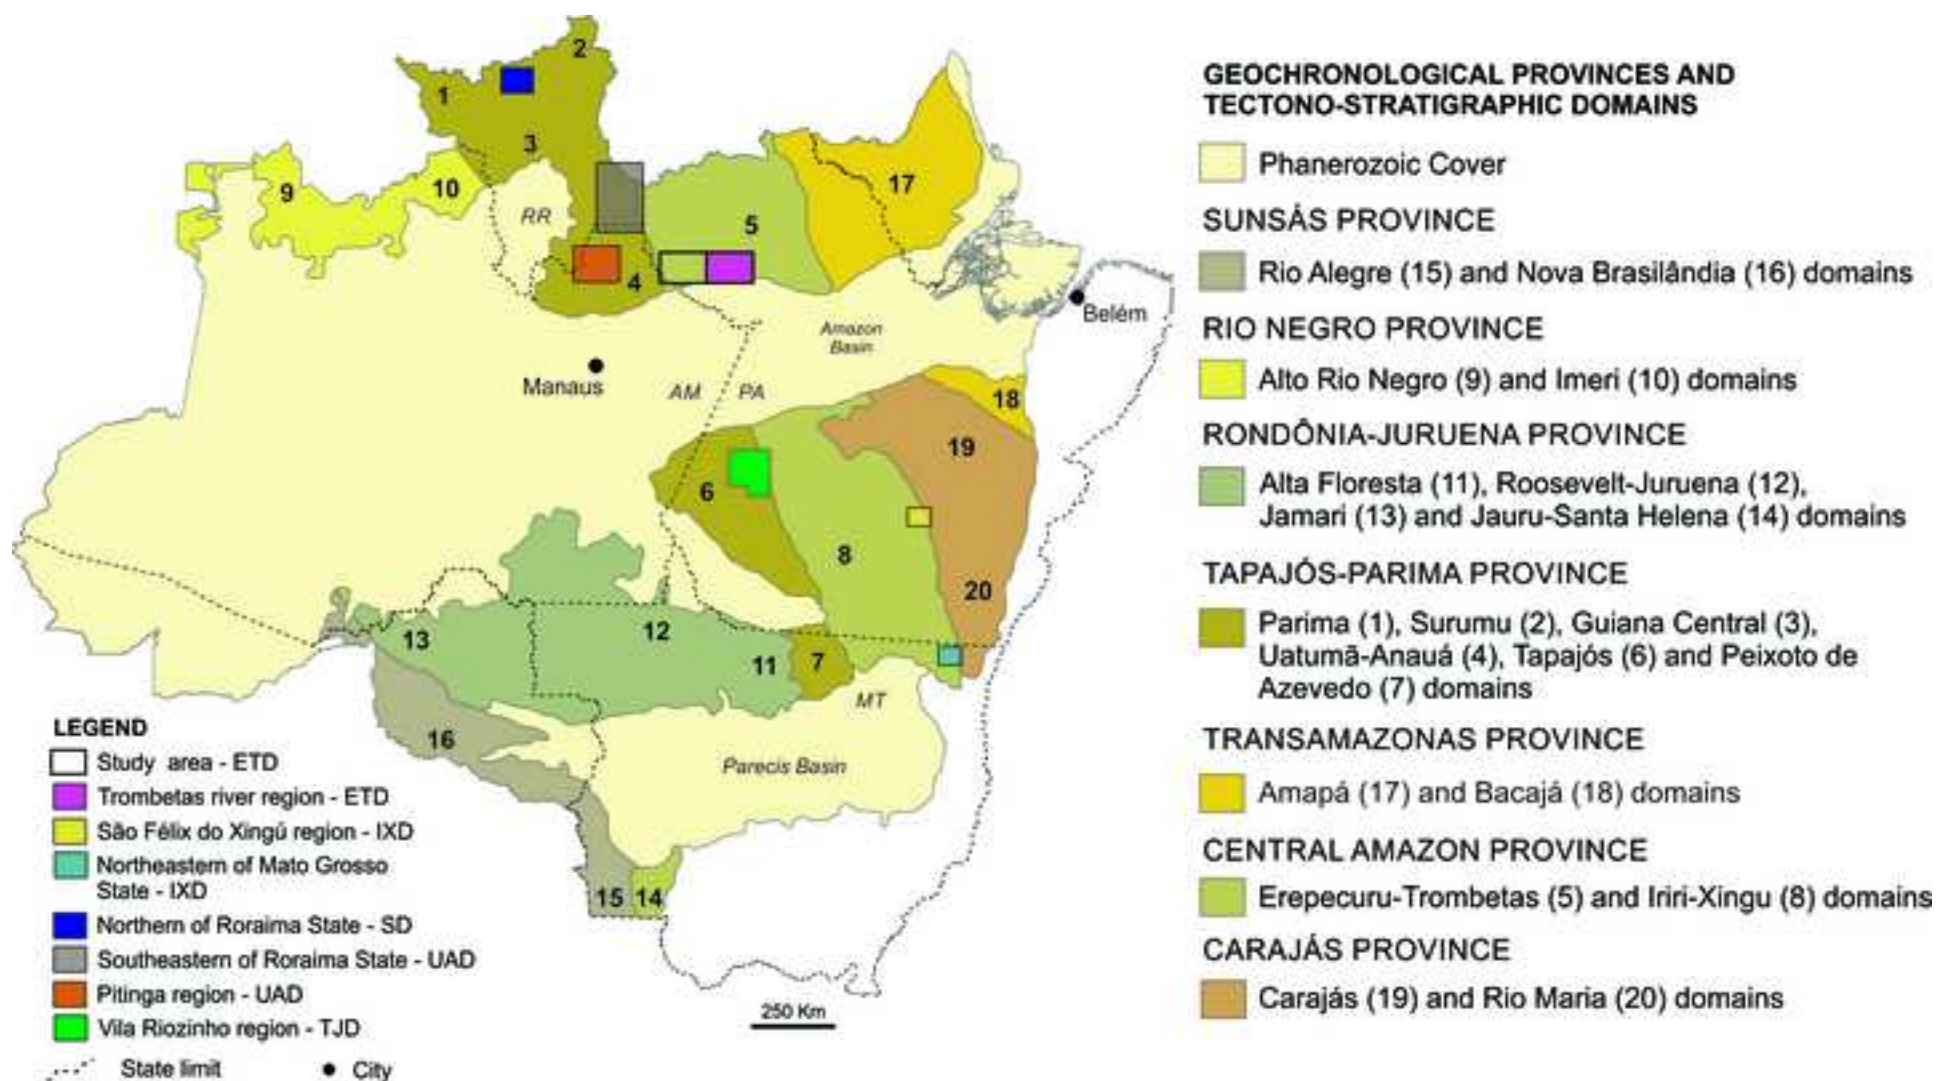 2
1
3
9
10
RR
5
17
4
Amazon
Basin
Belém
Manaus
AM
PA
18
19
6
8
20
13
12
11
7
MT
16
Parecis Basin
15
14
250 Km
LEGEND
Study area - ETD
Trombetas river region - ETD
São Félix do Xingú region - IXD
Northeastern of Mato Grosso
State - IXD
Northern of Roraima State - SD
Southeastern of Roraima State - UAD
Pitinga region - UAD
Vila Riozinho region - TJD
State limit
City
GEOCHRONOLOGICAL PROVINCES AND
TECTONO-STRATIGRAPHIC DOMAINS
Phanerozoic Cover
SUNSÁS PROVINCE
Rio Alegre (15) and Nova Brasilândia (16) domains
RIO NEGRO PROVINCE
Alto Rio Negro (9) and Imeri (10) domains
RONDÔNIA-JURUENA PROVINCE
Alta Floresta (11), Roosevelt-Juruena (12),
Jamari (13) and Jauru-Santa Helena (14) domains
TAPAJÓS-PARIMA PROVINCE
Parima (1), Surumu (2), Guiana Central (3),
Uatumã-Anauá (4), Tapajós (6) and Peixoto de
Azevedo (7) domains
TRANSAMAZONAS PROVINCE
Amapá (17) and Bacajá (18) domains
CENTRAL AMAZON PROVINCE
Erepecuru-Trombetas (5) and Iriri-Xingu (8) domains
CARAJÁS PROVINCE
Carajás (19) and Rio Maria (20) domains